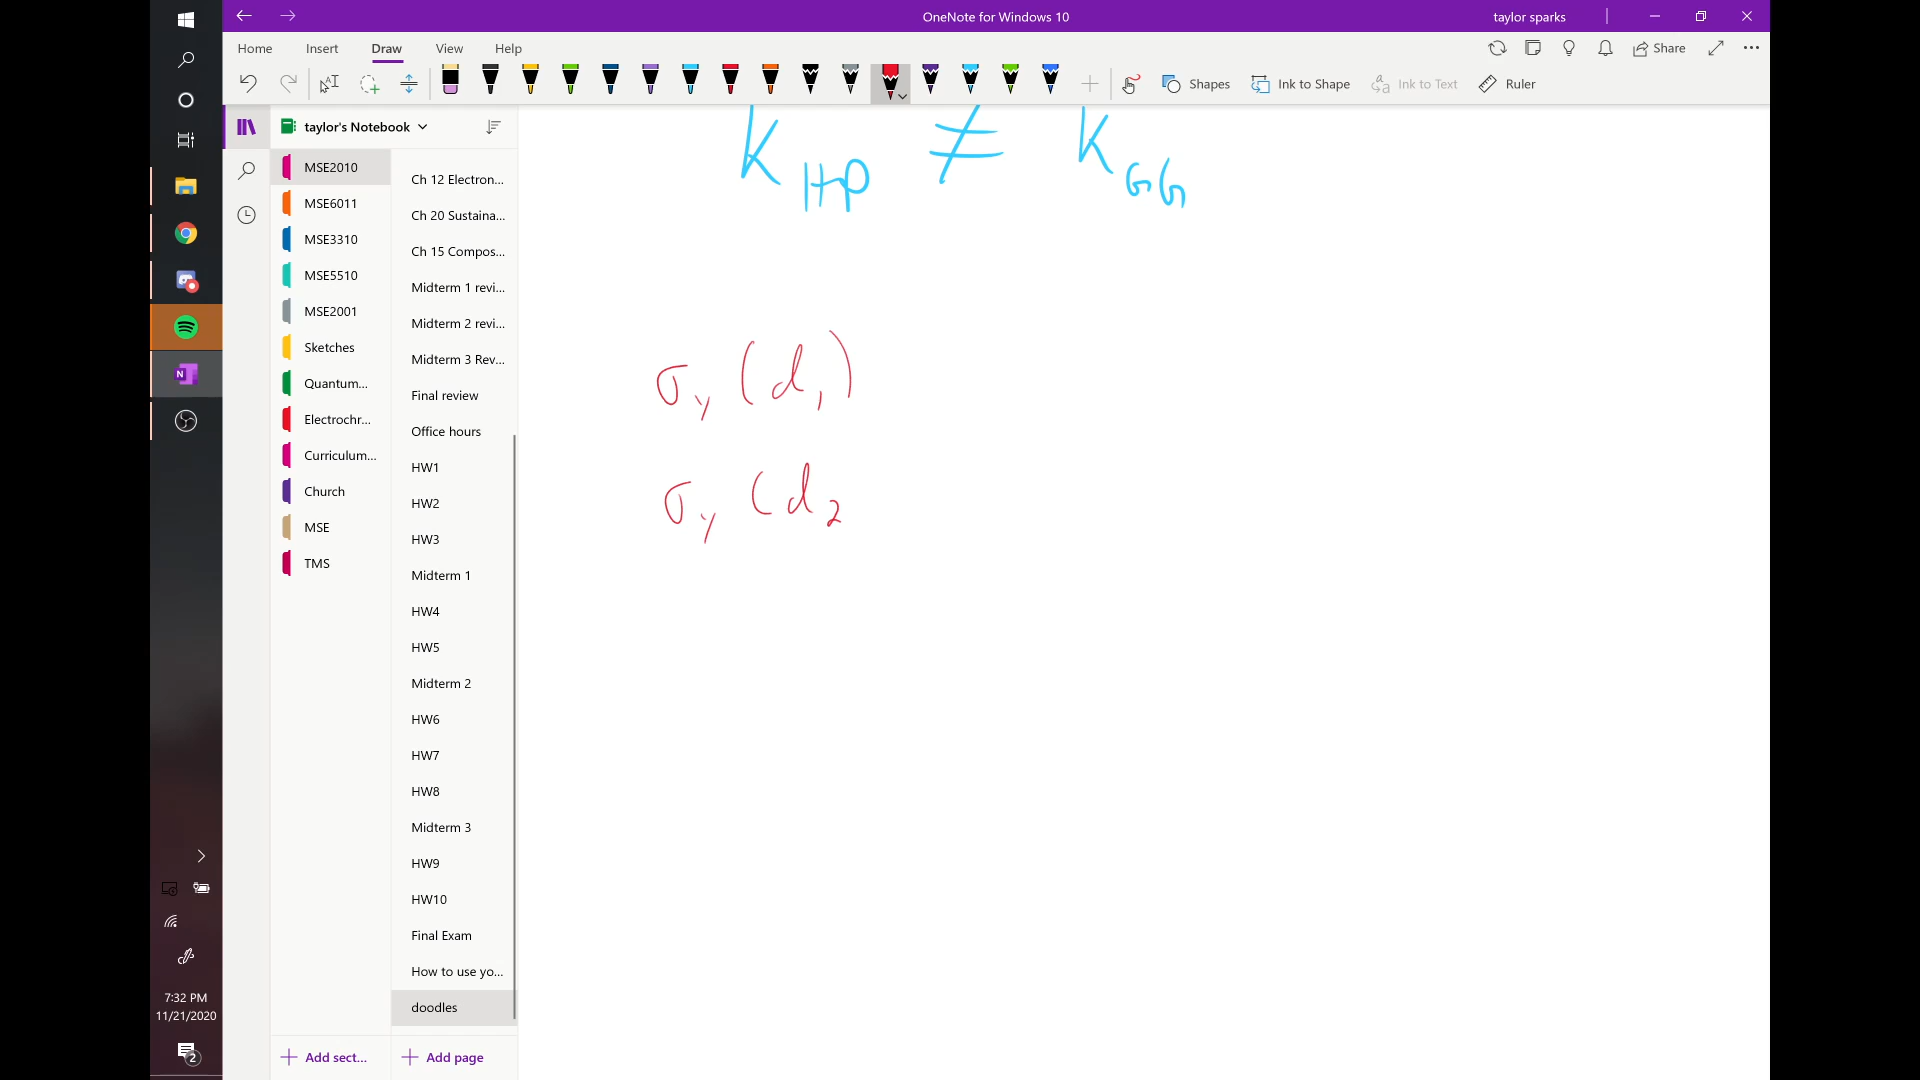 OneNote for Windows 10
taylor sparks
Home Insert Draw View Help
Share
Shapes Ink to Shape Ink to Text Ruler
taylor's Notebook
MSE2010
MSE6011
MSE3310
MSE5510
MSE2001
Sketches
Quantum...
Electrochr...
Curriculum...
Church
MSE
TMS
Add sect...
Ch 12 Electron...
Ch 20 Sustaina...
Ch 15 Compos...
Midterm 1 revi...
Midterm 2 revi...
Midterm 3 Rev...
Final review
Office hours
HW1
HW2
HW3
Midterm 1
HW4
HW5
Midterm 2
HW6
HW7
HW8
Midterm 3
HW9
HW10
Final Exam
How to use yo...
doodles
Add page
K_HP ≠ K_GG
σ_y (d_1)
σ_y (d_2
7:32 PM
11/21/2020
2